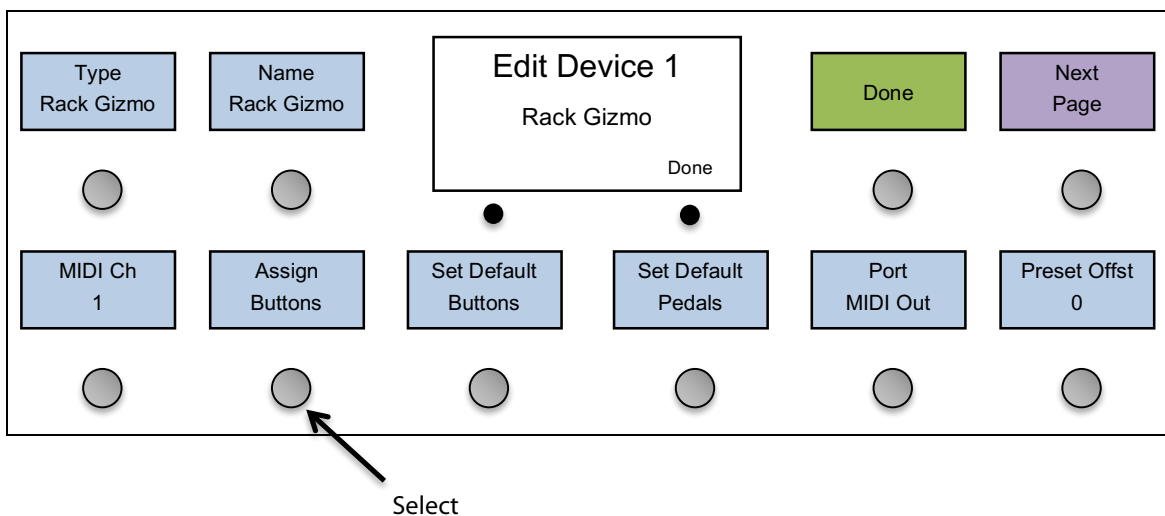 Type
Rack Gizmo
Name
Rack Gizmo
Edit Device 1
Rack Gizmo
Done
Done
Next
Page
MIDI Ch
1
Assign
Buttons
Set Default
Buttons
Set Default
Pedals
Port
MIDI Out
Preset Offst
0
Select